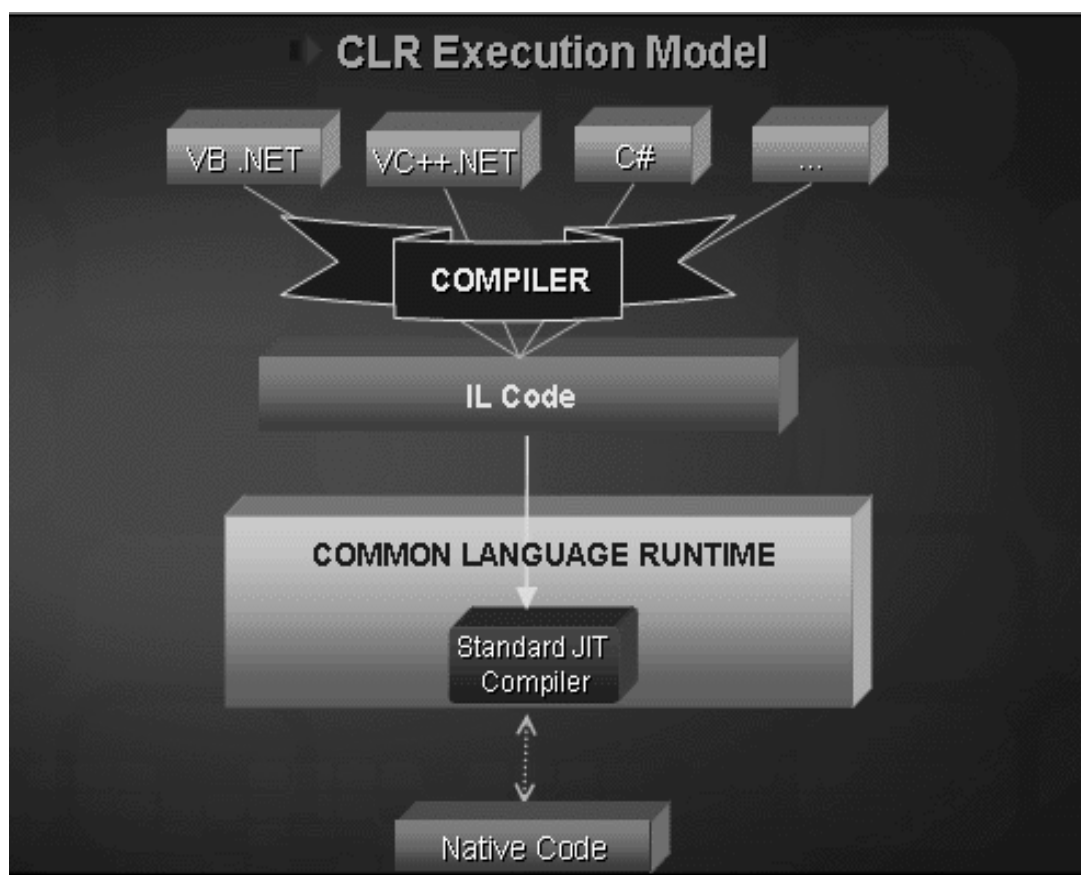 CLR Execution Model
VB .NET
VC++.NET
C#
...
COMPILER
IL Code
COMMON LANGUAGE RUNTIME
Standard JIT
Compiler
Native Code